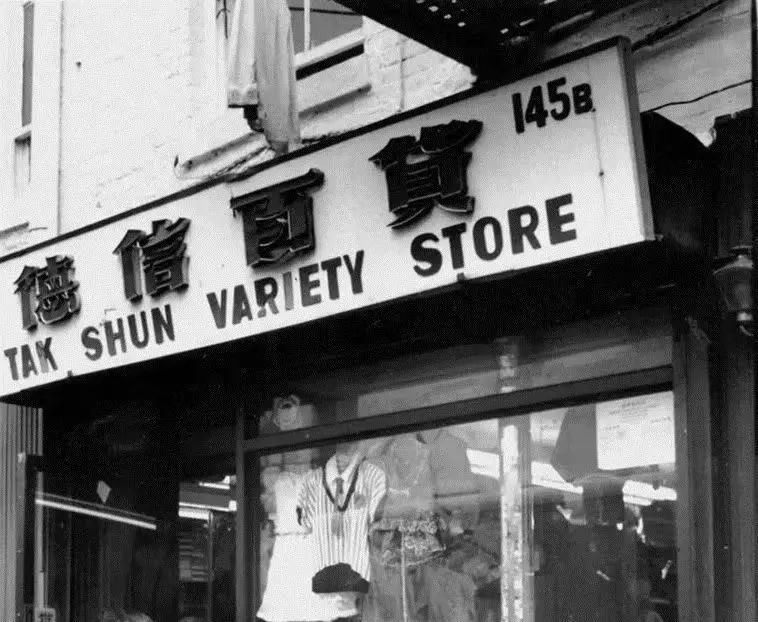 145B
德信百貨
TAK SHUN VARIETY STORE